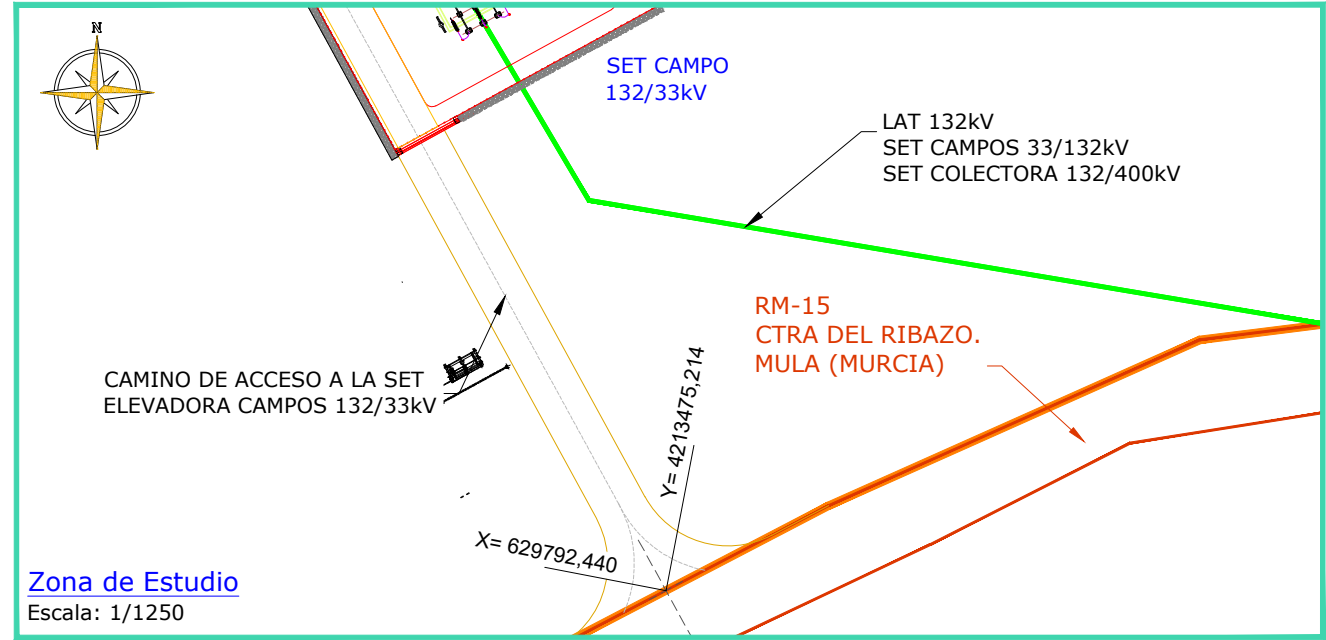 N
SET CAMPO
132/33kV
LAT 132kV
SET CAMPOS 33/132kV
SET COLECTORA 132/400kV
RM-15
CTRA DEL RIBAZO.
MULA (MURCIA)
CAMINO DE ACCESO A LA SET
ELEVADORA CAMPOS 132/33kV
Y= 4213475,214
X= 629792,440
Zona de Estudio
Escala: 1/1250